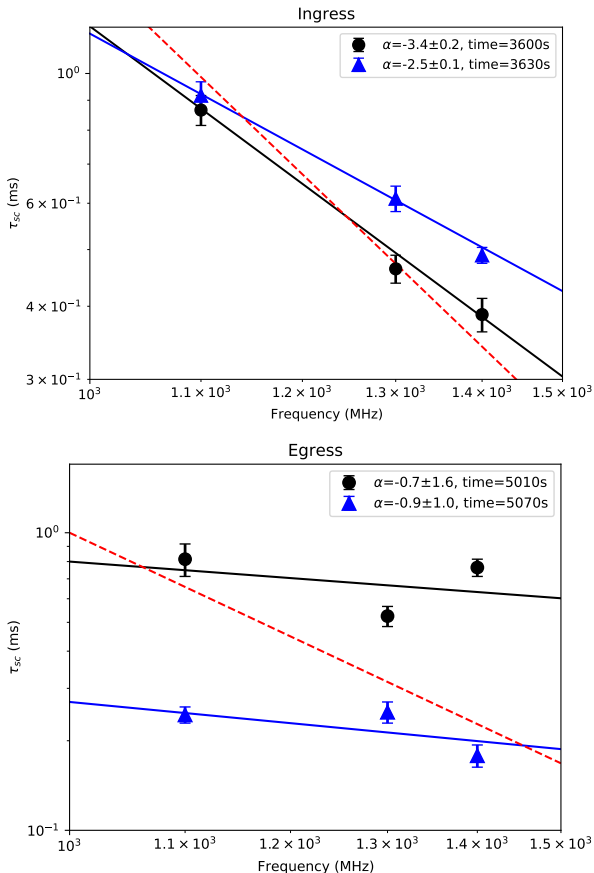 Ingress
α=-3.4±0.2, time=3600s
α=-2.5±0.1, time=3630s
10⁰
6 × 10⁻¹
4 × 10⁻¹
3 × 10⁻¹
τsc (ms)
10³ 1.1 × 10³ 1.2 × 10³ 1.3 × 10³ 1.4 × 10³ 1.5 × 10³
Frequency (MHz)
Egress
α=-0.7±1.6, time=5010s
α=-0.9±1.0, time=5070s
10⁰
10⁻¹
τsc (ms)
10³ 1.1 × 10³ 1.2 × 10³ 1.3 × 10³ 1.4 × 10³ 1.5 × 10³
Frequency (MHz)